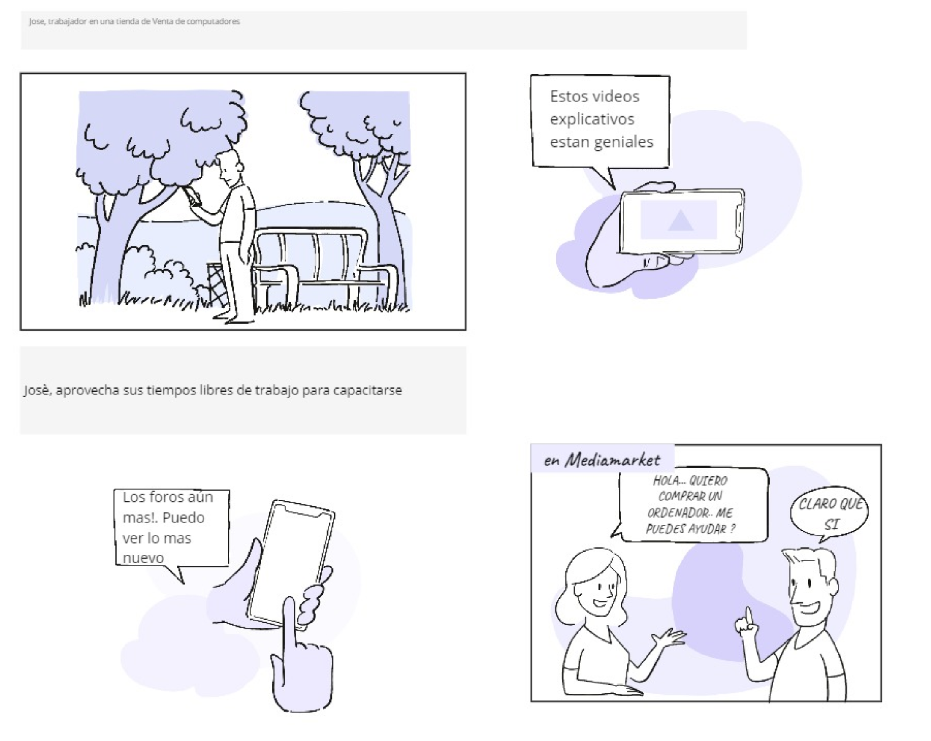 Jose, trabajador en una tienda de Venta de computadores
Estos videos
explicativos
estan geniales
Josè, aprovecha sus tiempos libres de trabajo para capacitarse
Los foros aún
mas!. Puedo
ver lo mas
nuevo
en Mediamarket
HOLA... QUIERO
COMPRAR UN
ORDENADOR.. ME
PUEDES AYUDAR ?
CLARO QUE
SI